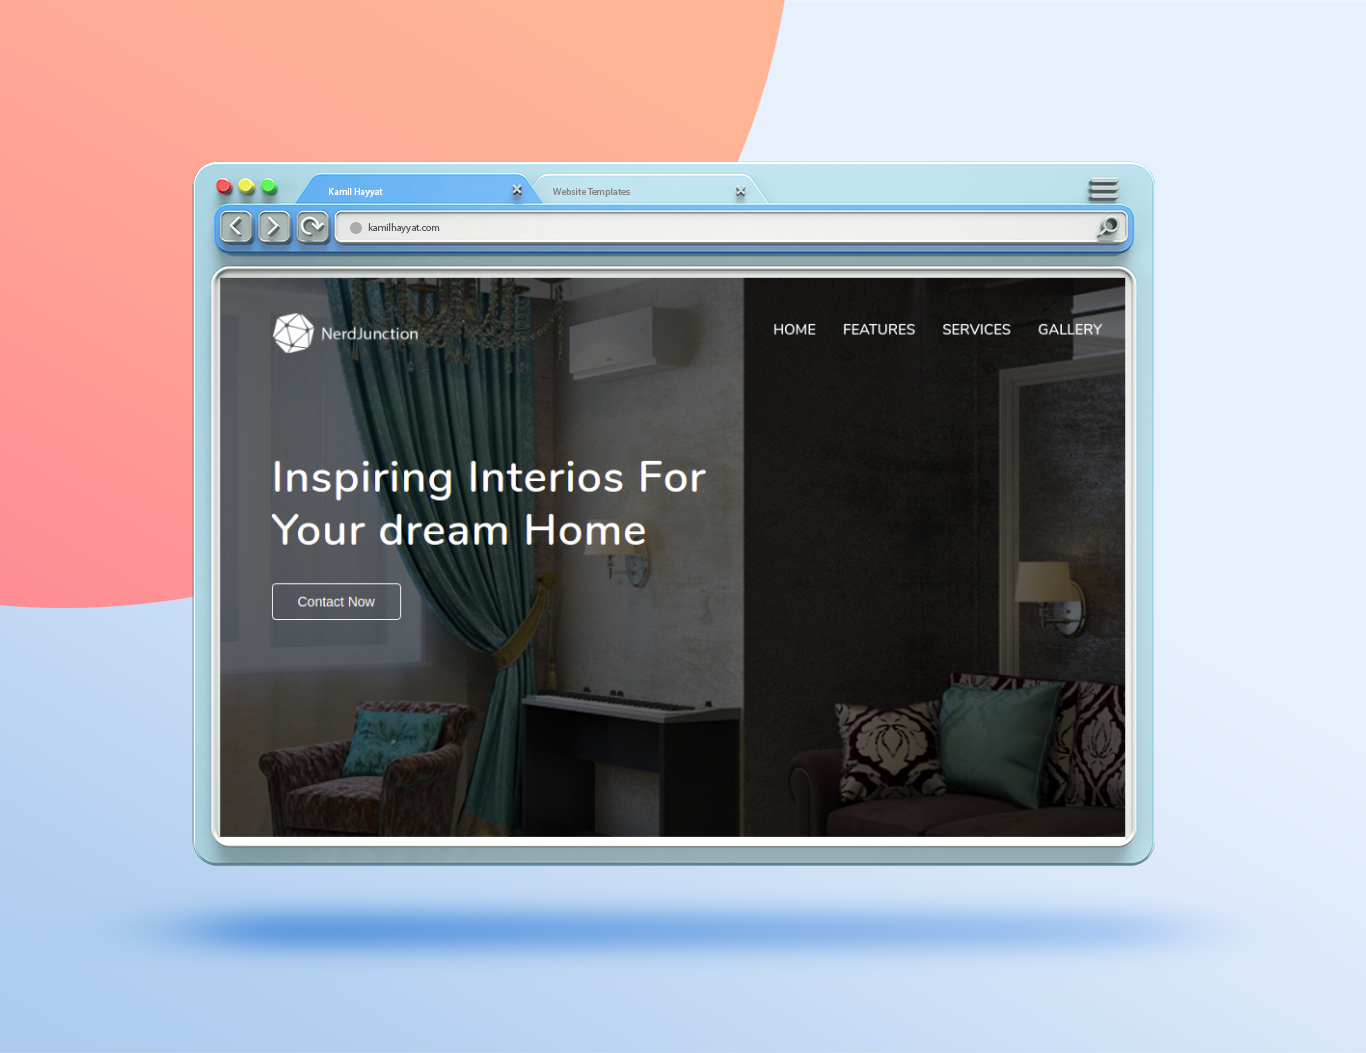 Kamil Hayyat
Website Templates
kamilhayyat.com
NerdJunction
HOME FEATURES SERVICES GALLERY
Inspiring Interios For
Your dream Home
Contact Now